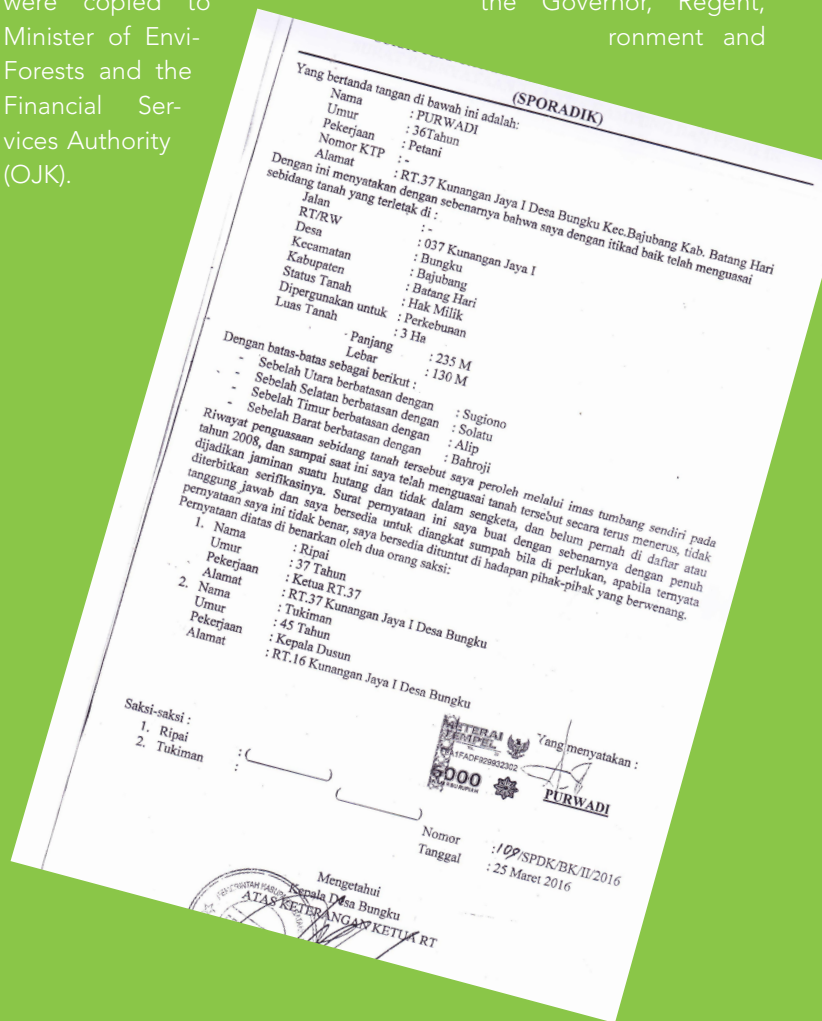 were copied to the Governor, Regent,
Minister of Envi- ronment and
Forests and the
Financial Ser-
vices Authority
(OJK).
(SPORADIK)
Yang bertanda tangan di bawah ini adalah:
Nama : PURWADI
Umur : 36Tahun
Pekerjaan : Petani
Nomor KTP : -
Alamat : RT.37 Kunangan Jaya I Desa Bungku Kec.Bajubang Kab. Batang Hari
Dengan ini menyatakan dengan sebenarnya bahwa saya dengan itikad baik telah menguasai
sebidang tanah yang terletak di :
Jalan : -
RT/RW : 037 Kunangan Jaya I
Desa : Bungku
Kecamatan : Bajubang
Kabupaten : Batang Hari
Status Tanah : Hak Milik
Dipergunakan untuk : Perkebunan
Luas Tanah : 3 Ha
- Panjang : 235 M
Lebar : 130 M
Dengan batas-batas sebagai berikut :
- Sebelah Utara berbatasan dengan : Sugiono
- Sebelah Selatan berbatasan dengan : Solatu
- Sebelah Timur berbatasan dengan : Alip
- Sebelah Barat berbatasan dengan : Bahroji
Riwayat penguasaan sebidang tanah tersebut saya peroleh melalui imas tumbang sendiri pada
tahun 2008, dan sampai saat ini saya telah menguasai tanah tersebut secara terus menerus, tidak
dijadikan jaminan suatu hutang dan tidak dalam sengketa, dan belum pernah di daftar atau
diterbitkan serifikasinya. Surat pernyataan ini saya buat dengan sebenarnya dengan penuh
tanggung jawab dan saya bersedia untuk diangkat sumpah bila di perlukan, apabila ternyata
pernyataan saya ini tidak benar, saya bersedia dituntut di hadapan pihak-pihak yang berwenang.
Pernyataan diatas di benarkan oleh dua orang saksi:
1. Nama : Ripai
Umur : 37 Tahun
Pekerjaan : Ketua RT.37
Alamat : RT.37 Kunangan Jaya I Desa Bungku
2. Nama : Tukiman
Umur : 45 Tahun
Pekerjaan : Kepala Dusun
Alamat : RT.16 Kunangan Jaya I Desa Bungku
Saksi-saksi :
1. Ripai : ( )
2. Tukiman : ( )
METERAI
TEMPEL
5000
Yang menyatakan :
PURWADI
Nomor : 109/SPDK/BK/II/2016
Tanggal : 25 Maret 2016
Mengetahui
Kepala Desa Bungku
ATAS KETERANGAN KETUA RT